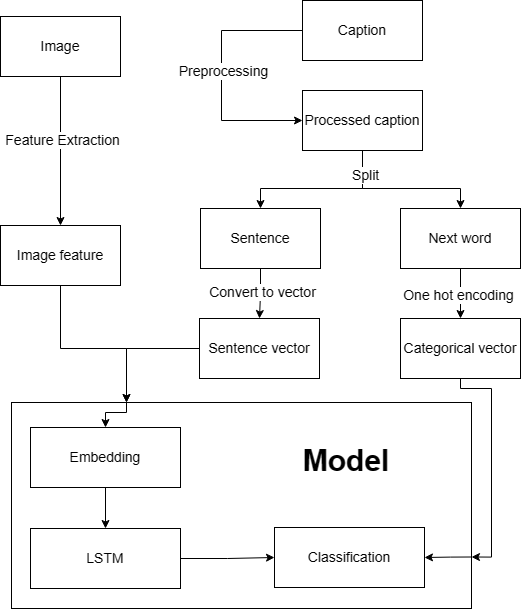 Image
Caption
Preprocessing
Processed caption
Feature Extraction
Split
Image feature
Sentence
Next word
Convert to vector
One hot encoding
Sentence vector
Categorical vector
Embedding
Model
LSTM
Classification